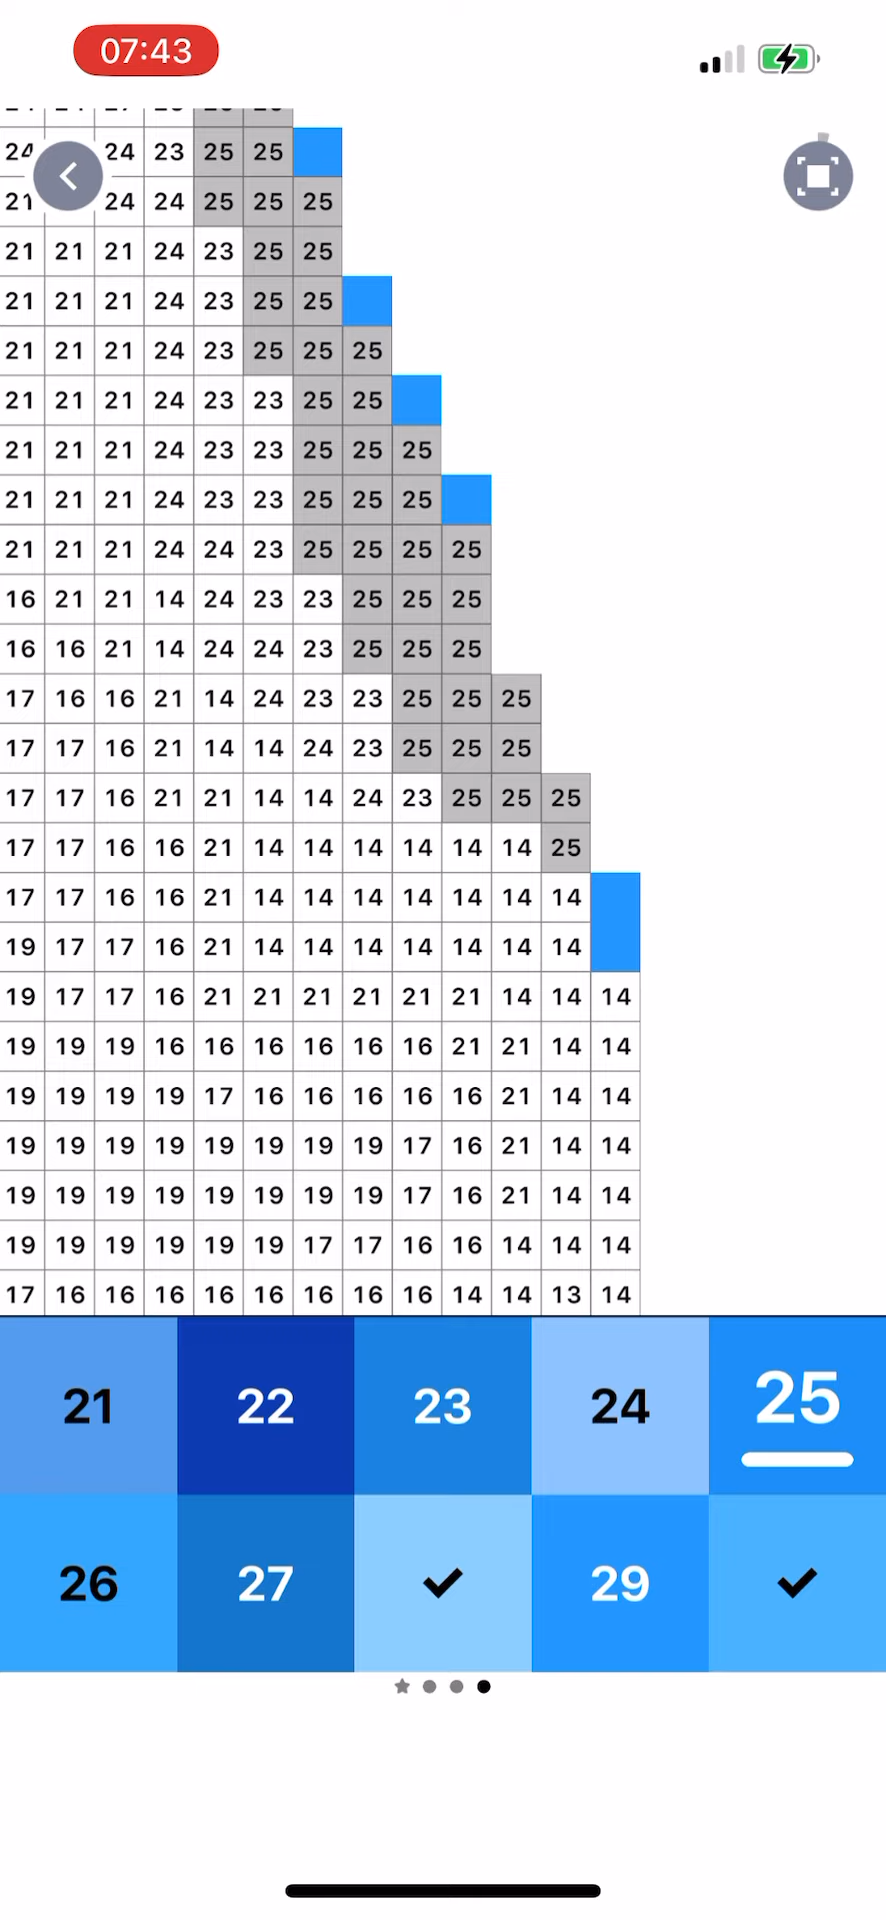 07:43
24 23 25 25
24 24 25 25 25
21 21 21 24 23 25 25
21 21 21 24 23 25 25
21 21 21 24 23 25 25 25
21 21 21 24 23 23 25 25
21 21 21 24 23 23 25 25 25
21 21 21 24 23 23 25 25 25
21 21 21 24 24 23 25 25 25 25
16 21 21 14 24 23 23 25 25 25
16 16 21 14 24 24 23 25 25 25
17 16 16 21 14 24 23 23 25 25 25
17 17 16 21 14 14 24 23 25 25 25
17 17 16 21 21 14 14 24 23 25 25 25
17 17 16 16 21 14 14 14 14 14 14 25
17 17 16 16 21 14 14 14 14 14 14 14
19 17 17 16 21 14 14 14 14 14 14 14
19 17 17 16 21 21 21 21 21 21 14 14 14
19 19 19 16 16 16 16 16 16 21 21 14 14
19 19 19 19 17 16 16 16 16 16 21 14 14
19 19 19 19 19 19 19 19 17 16 21 14 14
19 19 19 19 19 19 19 19 17 16 21 14 14
19 19 19 19 19 19 17 17 16 16 14 14 14
17 16 16 16 16 16 16 16 16 14 14 13 14
21 22 23 24 25
26 27 29